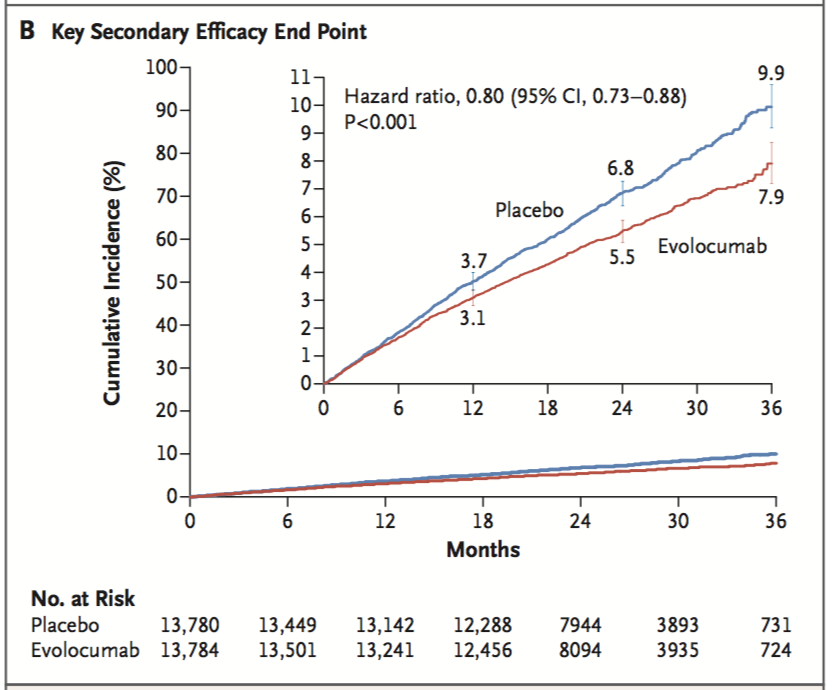 B Key Secondary Efficacy End Point
100
90
80
70
60
50
40
30
20
10
0
Cumulative Incidence (%)
11
10
9
8
7
6
5
4
3
2
1
0
Hazard ratio, 0.80 (95% CI, 0.73–0.88)
P<0.001
9.9
6.8
Placebo
7.9
3.7
Evolocumab
5.5
3.1
0 6 12 18 24 30 36
0 6 12 18 24 30 36
Months
No. at Risk
Placebo 13,780 13,449 13,142 12,288 7944 3893 731
Evolocumab 13,784 13,501 13,241 12,456 8094 3935 724